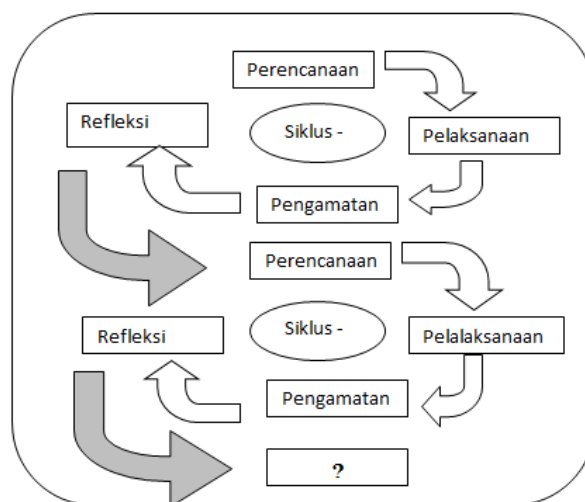 Perencanaan
Refleksi
Siklus -
Pelaksanaan
Pengamatan
Perencanaan
Refleksi
Siklus -
Pelalaksanaan
Pengamatan
?